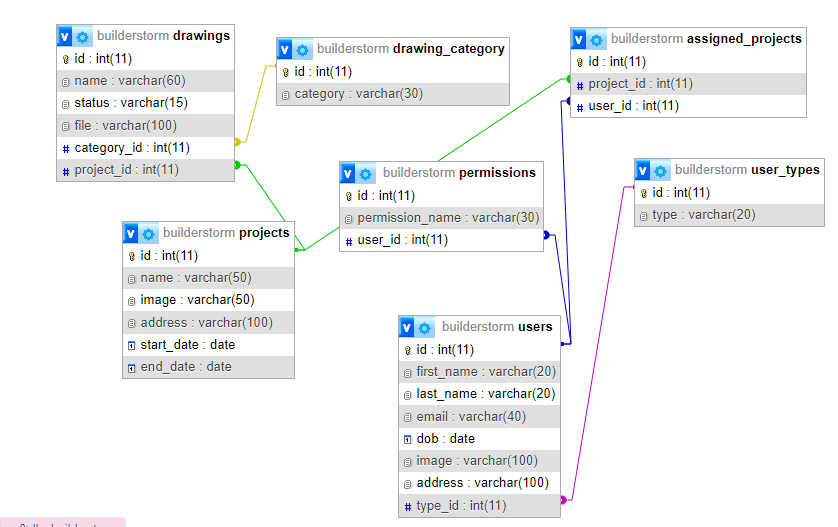 v builderstorm drawings
id : int(11)
name : varchar(60)
status : varchar(15)
file : varchar(100)
# category_id : int(11)
# project_id : int(11)
v builderstorm drawing_category
id : int(11)
category : varchar(30)
v builderstorm assigned_projects
id : int(11)
# project_id : int(11)
# user_id : int(11)
v builderstorm permissions
id : int(11)
permission_name : varchar(30)
# user_id : int(11)
v builderstorm user_types
id : int(11)
type : varchar(20)
v builderstorm projects
id : int(11)
name : varchar(50)
image : varchar(50)
address : varchar(100)
start_date : date
end_date : date
v builderstorm users
id : int(11)
first_name : varchar(20)
last_name : varchar(20)
email : varchar(40)
dob : date
image : varchar(100)
address : varchar(100)
# type_id : int(11)